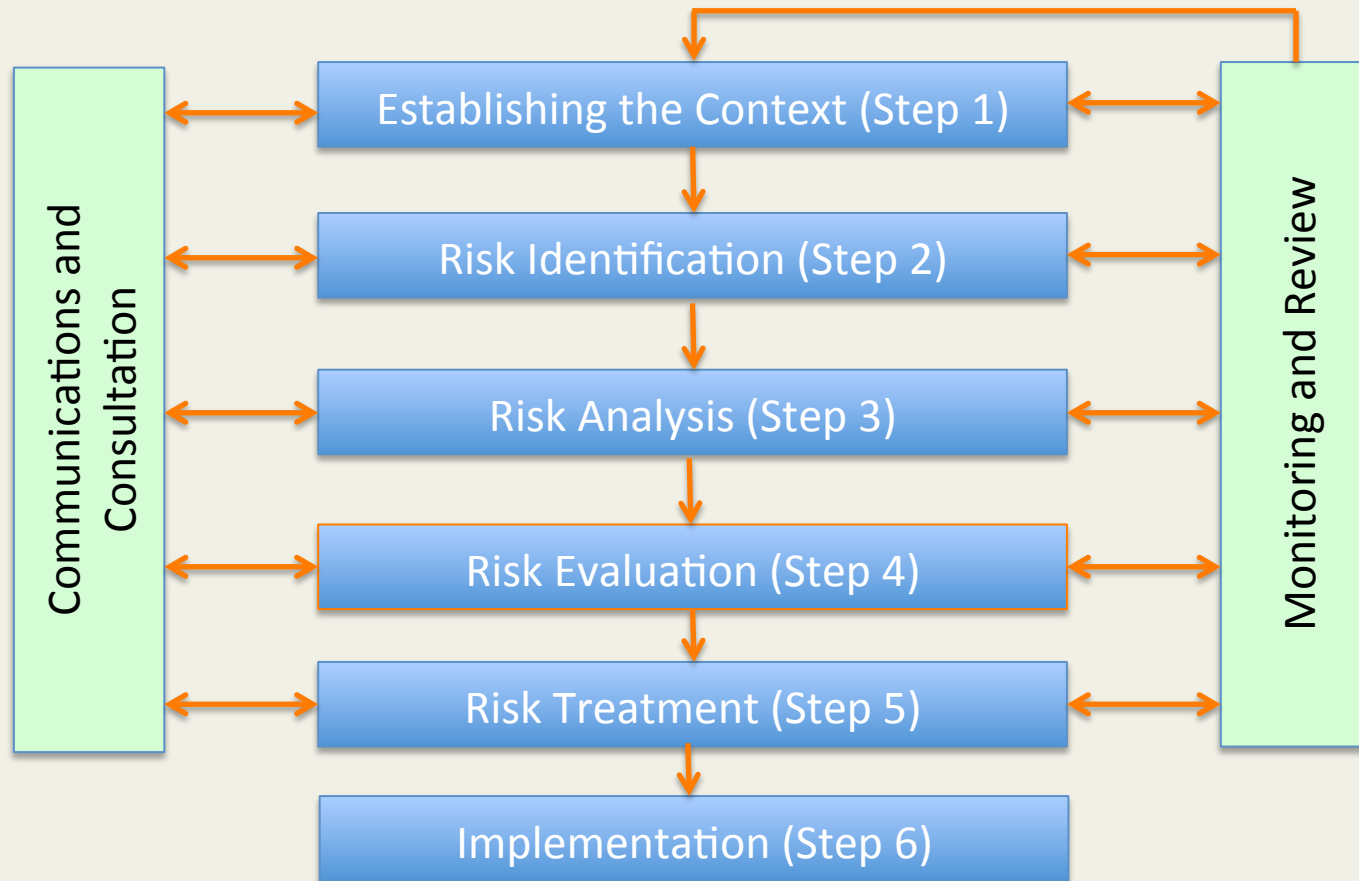 Establishing the Context (Step 1)
Risk Identification (Step 2)
Risk Analysis (Step 3)
Risk Evaluation (Step 4)
Risk Treatment (Step 5)
Implementation (Step 6)
Communications and
Consultation
Monitoring and Review